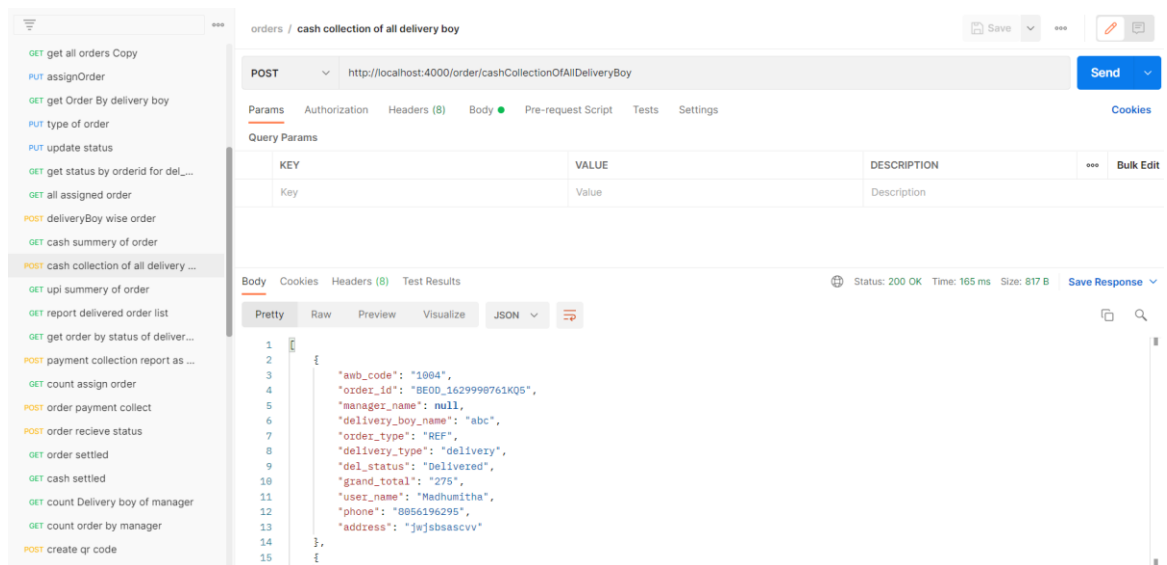 orders / cash collection of all delivery boy
Save
GET get all orders Copy
PUT assignOrder
GET get Order By delivery boy
PUT type of order
PUT update status
GET get status by orderid for del_...
GET all assigned order
POST deliveryBoy wise order
GET cash summery of order
POST cash collection of all delivery ...
GET upi summery of order
GET report delivered order list
GET get order by status of deliver...
POST payment collection report as ...
GET count assign order
POST order payment collect
POST order recieve status
GET order settled
GET cash settled
GET count Delivery boy of manager
GET count order by manager
POST create qr code
POST http://localhost:4000/order/cashCollectionOfAllDeliveryBoy Send
Params Authorization Headers (8) Body Pre-request Script Tests Settings Cookies
Query Params
KEY VALUE DESCRIPTION Bulk Edit
Key Value Description
Body Cookies Headers (8) Test Results Status: 200 OK Time: 165 ms Size: 817 B Save Response
Pretty Raw Preview Visualize JSON
1 [
2 {
3 "awb_code": "1004",
4 "order_id": "BEOD_1629990761KQ5",
5 "manager_name": null,
6 "delivery_boy_name": "abc",
7 "order_type": "REF",
8 "delivery_type": "delivery",
9 "del_status": "Delivered",
10 "grand_total": "275",
11 "user_name": "Madhumitha",
12 "phone": "8056196295",
13 "address": "jwjsbsascvv"
14 },
15 {